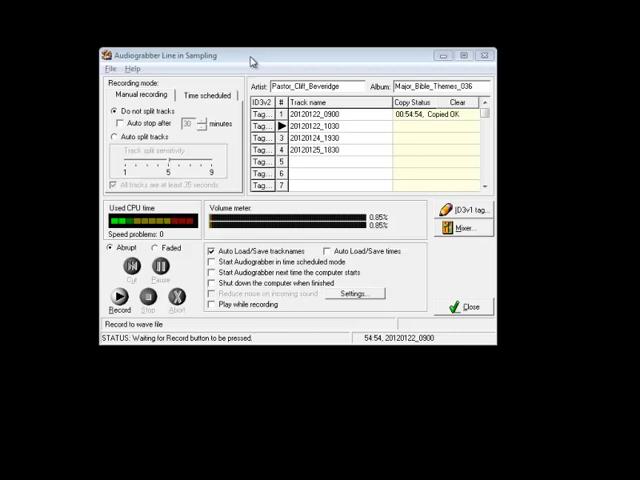 Audiograbber Line in Sampling
File Help
Recording mode:
Manual recording Time scheduled
Do not split tracks
Auto stop after 30 minutes
Auto split tracks
Track split sensitivity
1 5 9
All tracks are at least 25 seconds
Artist: Pastor_Cliff_Beveridge Album: Major_Bible_Themes_036
ID3v2 # Track name Copy Status Clear
Tag... 1 20120122_0900 00:54:54, Copied OK
Tag... 20120122_1030
Tag... 3 20120124_1930
Tag... 4 20120125_1830
Tag... 5
Tag... 6
Tag... 7
Used CPU time
Speed problems: 0
Volume meter:
0.85%
0.85%
ID3v1 tag...
Mixer...
Abrupt Faded
Cut Pause
Record Stop Abort
Auto Load/Save tracknames Auto Load/Save times
Start Audiograbber in time scheduled mode
Start Audiograbber next time the computer starts
Shut down the computer when finished
Reduce noise on incoming sound Settings...
Play while recording
Close
Record to wave file
STATUS: Waiting for Record button to be pressed. 54:54, 20120122_0900